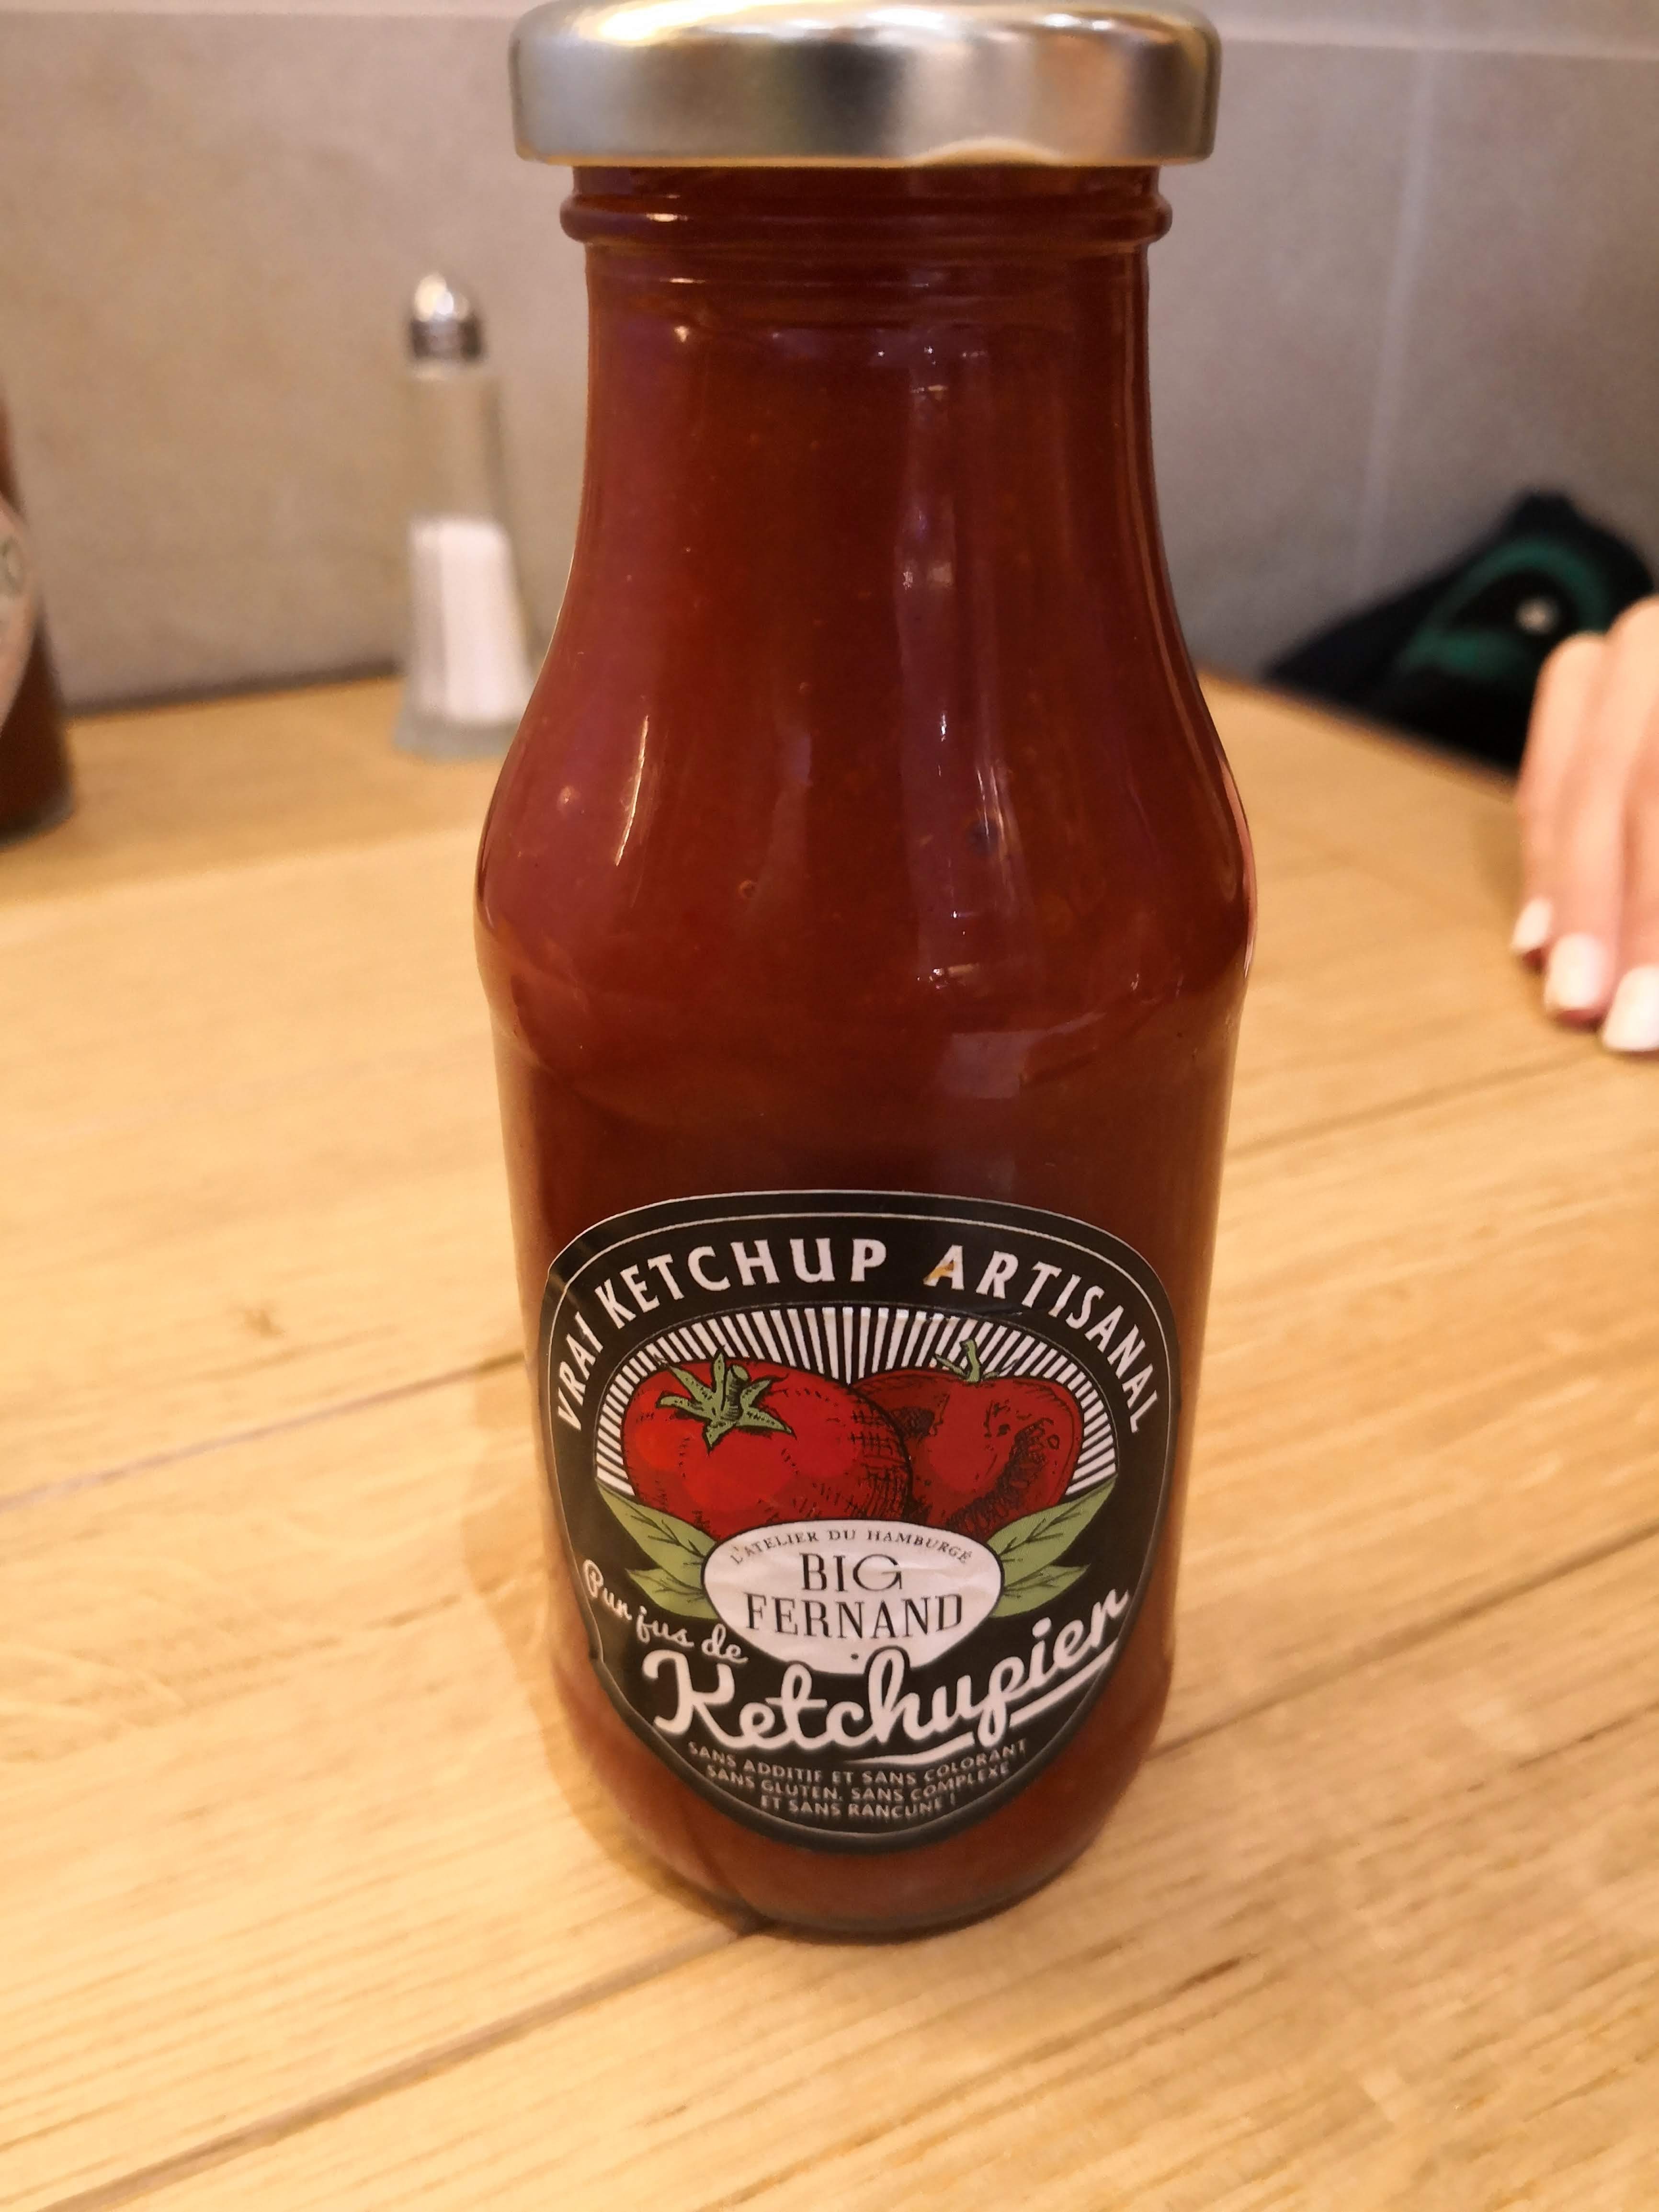 VRAI KETCHUP ARTISANAL
L'ATELIER DU HAMBURGÉ
BIG
FERNAND
Pur jus de
Ketchupier
SANS ADDITIF ET SANS COLORANT
SANS GLUTEN, SANS COMPLEXE
ET SANS RANCUNE !